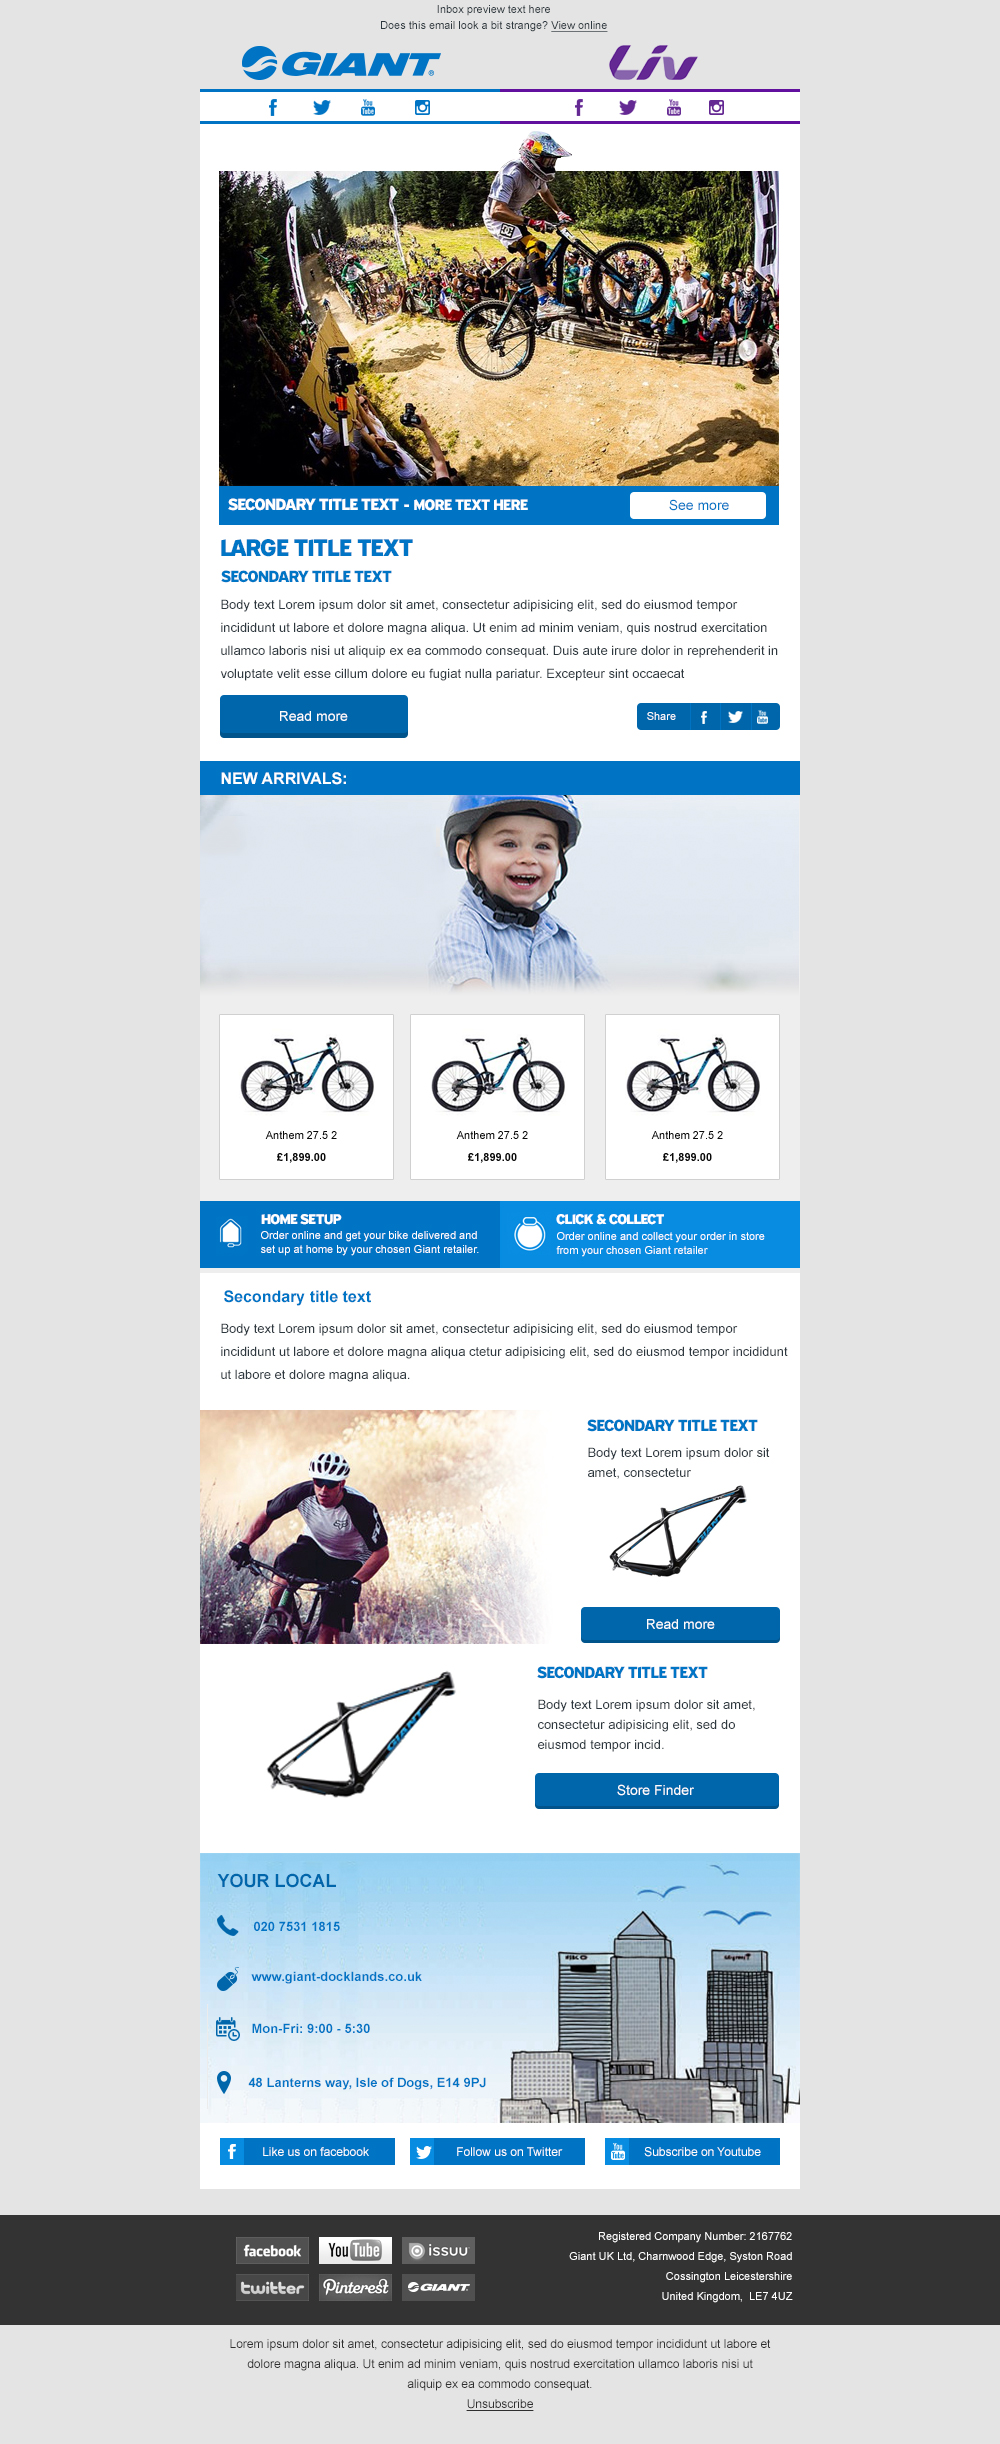 Inbox preview text here
Does this email look a bit strange? View online
GIANT
Liv
SECONDARY TITLE TEXT - MORE TEXT HERE
See more
LARGE TITLE TEXT
SECONDARY TITLE TEXT
Body text Lorem ipsum dolor sit amet, consectetur adipisicing elit, sed do eiusmod tempor
incididunt ut labore et dolore magna aliqua. Ut enim ad minim veniam, quis nostrud exercitation
ullamco laboris nisi ut aliquip ex ea commodo consequat. Duis aute irure dolor in reprehenderit in
voluptate velit esse cillum dolore eu fugiat nulla pariatur. Excepteur sint occaecat
Read more
Share
NEW ARRIVALS:
Anthem 27.5 2
£1,899.00
Anthem 27.5 2
£1,899.00
Anthem 27.5 2
£1,899.00
HOME SETUP
Order online and get your bike delivered and
set up at home by your chosen Giant retailer.
CLICK & COLLECT
Order online and collect your order in store
from your chosen Giant retailer
Secondary title text
Body text Lorem ipsum dolor sit amet, consectetur adipisicing elit, sed do eiusmod tempor
incididunt ut labore et dolore magna aliqua ctetur adipisicing elit, sed do eiusmod tempor incididunt
ut labore et dolore magna aliqua.
SECONDARY TITLE TEXT
Body text Lorem ipsum dolor sit
amet, consectetur
GIANT
Read more
SECONDARY TITLE TEXT
Body text Lorem ipsum dolor sit amet,
consectetur adipisicing elit, sed do
eiusmod tempor incid.
GIANT
Store Finder
YOUR LOCAL
020 7531 1815
www.giant-docklands.co.uk
Mon-Fri: 9:00 - 5:30
48 Lanterns way, Isle of Dogs, E14 9PJ
Like us on facebook
Follow us on Twitter
You Tube
Subscribe on Youtube
facebook
YouTube
issuu
twitter
Pinterest
GIANT
Registered Company Number: 2167762
Giant UK Ltd, Charnwood Edge, Syston Road
Cossington Leicestershire
United Kingdom, LE7 4UZ
Lorem ipsum dolor sit amet, consectetur adipisicing elit, sed do eiusmod tempor incididunt ut labore et
dolore magna aliqua. Ut enim ad minim veniam, quis nostrud exercitation ullamco laboris nisi ut
aliquip ex ea commodo consequat.
Unsubscribe